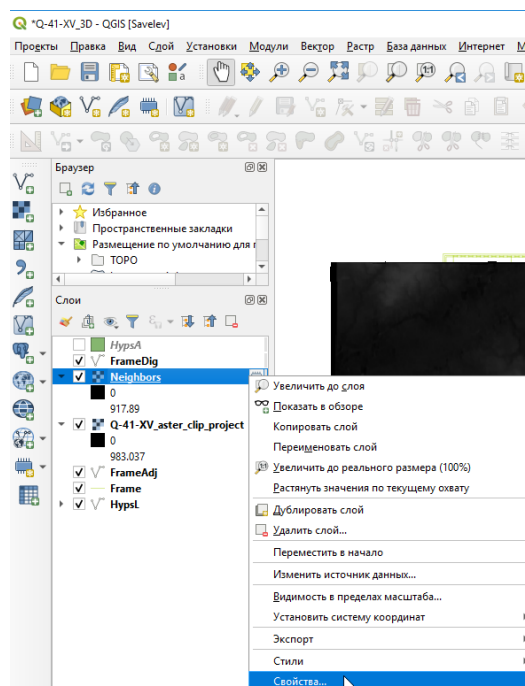 *Q-41-XV_3D - QGIS [Savelev]
Проекты Правка Вид Слой Установки Модули Вектор Растр База данных Интернет
Браузер
Избранное
Пространственные закладки
Размещение по умолчанию для
TOPO
Слои
HypsA
FrameDig
Neighbors
0
917.89
Q-41-XV_aster_clip_project
0
983.037
FrameAdj
Frame
HypsL
Увеличить до слоя
Показать в обзоре
Копировать слой
Переименовать слой
Увеличить до реального размера (100%)
Растянуть значения по текущему охвату
Дублировать слой
Удалить слой...
Переместить в начало
Изменить источник данных...
Видимость в пределах масштаба...
Установить систему координат
Экспорт
Стили
Свойства...